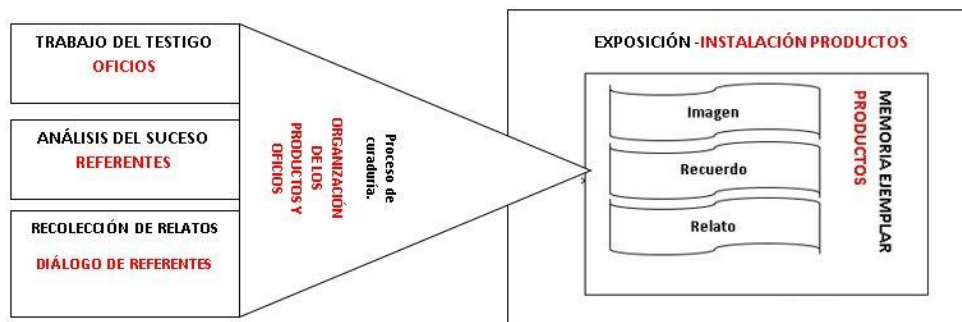 TRABAJO DEL TESTIGO
OFICIOS
ANÁLISIS DEL SUCESO
REFERENTES
RECOLECCIÓN DE RELATOS
DIÁLOGO DE REFERENTES
Proceso de
curaduría.
ORGANIZACIÓN
DE LOS
PRODUCTOS Y
OFICIOS
EXPOSICIÓN -INSTALACIÓN PRODUCTOS
Imagen
Recuerdo
Relato
MEMORIA EJEMPLAR
PRODUCTOS